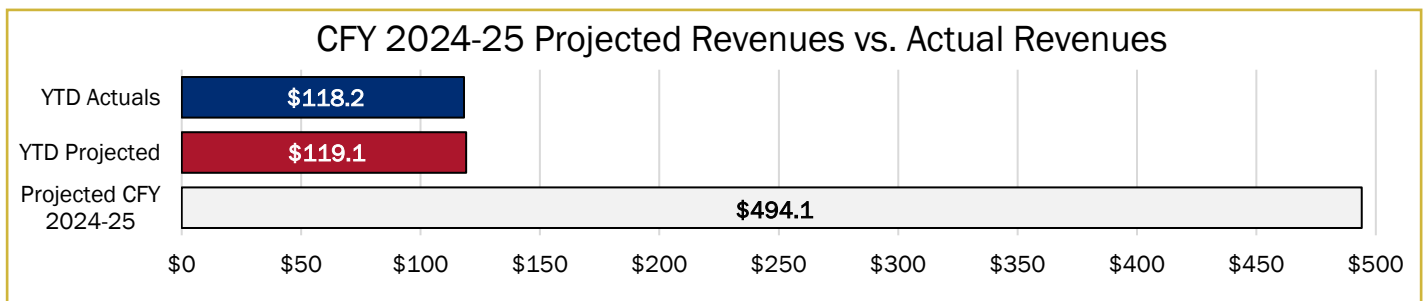 CFY 2024-25 Projected Revenues vs. Actual Revenues
YTD Actuals
$118.2
YTD Projected
$119.1
Projected CFY
2024-25
$494.1
$0 $50 $100 $150 $200 $250 $300 $350 $400 $450 $500